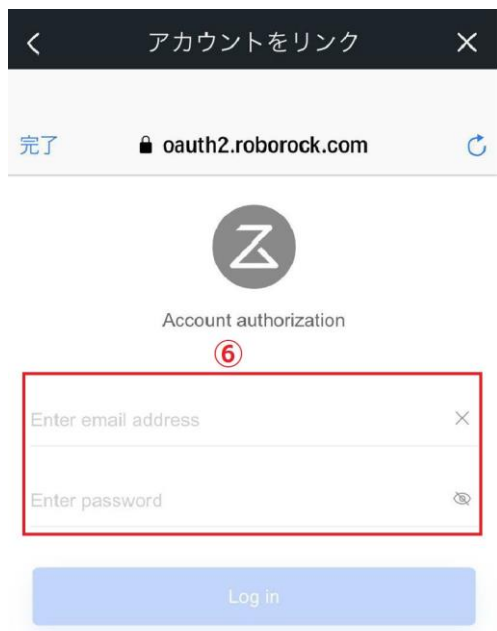 アカウントをリンク
完了 oauth2.roborock.com
Account authorization
⑥
Enter email address
Enter password
Log in